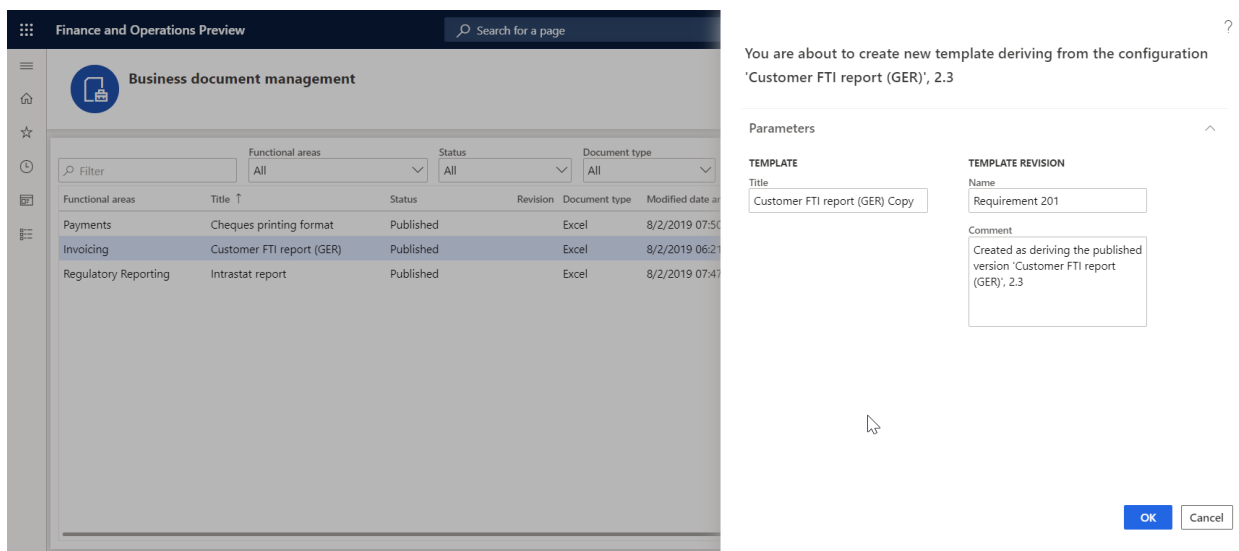 Finance and Operations Preview
Search for a page
Business document management
Functional areas
Status
Document type
Filter
All
All
All
Functional areas
Title ↑
Status
Revision
Document type
Modified date
Payments
Cheques printing format
Published
Excel
8/2/2019 07:50
Invoicing
Customer FTI report (GER)
Published
Excel
8/2/2019 06:21
Regulatory Reporting
Intrastat report
Published
Excel
8/2/2019 07:47
?
You are about to create new template deriving from the configuration
'Customer FTI report (GER)', 2.3
Parameters
TEMPLATE
Title
Customer FTI report (GER) Copy
TEMPLATE REVISION
Name
Requirement 201
Comment
Created as deriving the published
version 'Customer FTI report
(GER)', 2.3
OK
Cancel